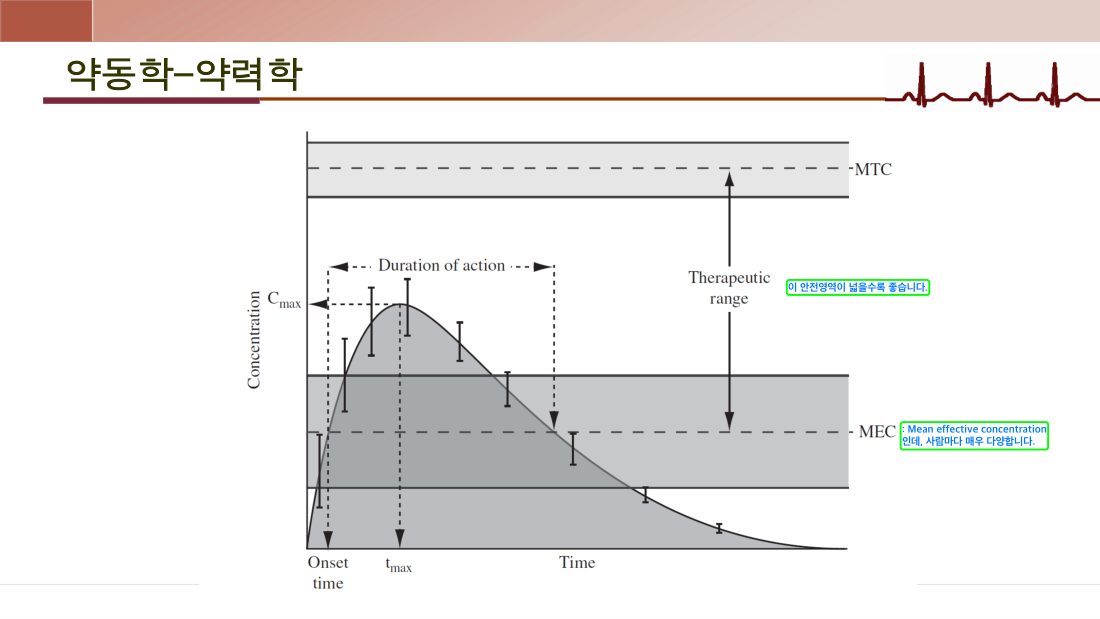 약동학–약력학
MTC
Duration of action
Therapeutic
range
이 안전영역이 넓을수록 좋습니다.
Cmax
Concentration
MEC
: Mean effective concentration
인데, 사람마다 매우 다양합니다.
Onset
time
tmax
Time